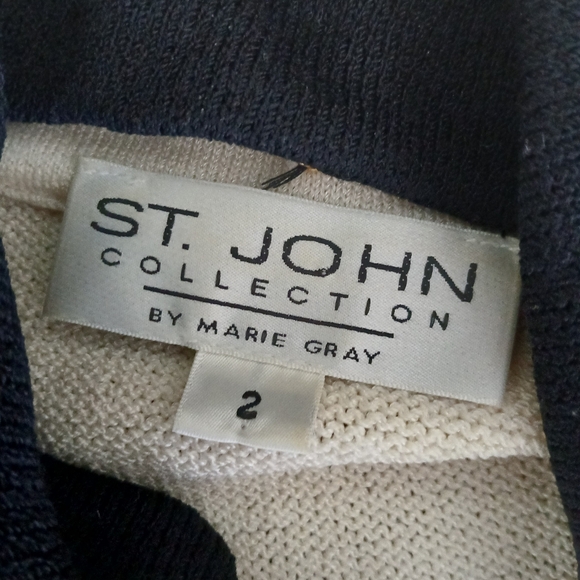 ST. JOHN
COLLECTION
BY MARIE GRAY
2